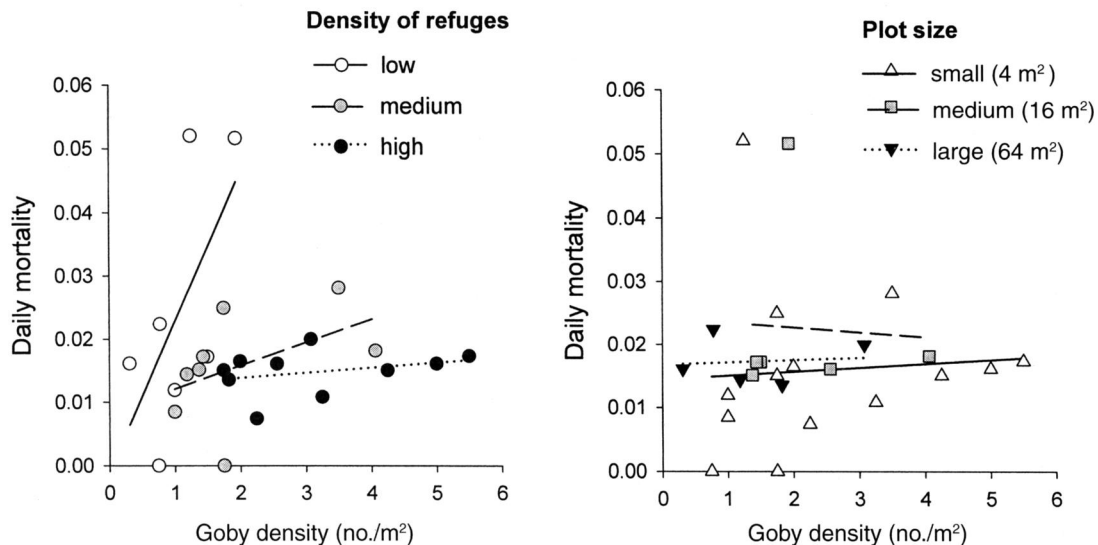 Density of refuges
low
medium
high
0.06
0.05
0.04
0.03
0.02
0.01
0.00
Daily mortality
0 1 2 3 4 5 6
Goby density (no./m²)
Plot size
small (4 m²)
medium (16 m²)
large (64 m²)
0.06
0.05
0.04
0.03
0.02
0.01
0.00
Daily mortality
0 1 2 3 4 5 6
Goby density (no./m²)